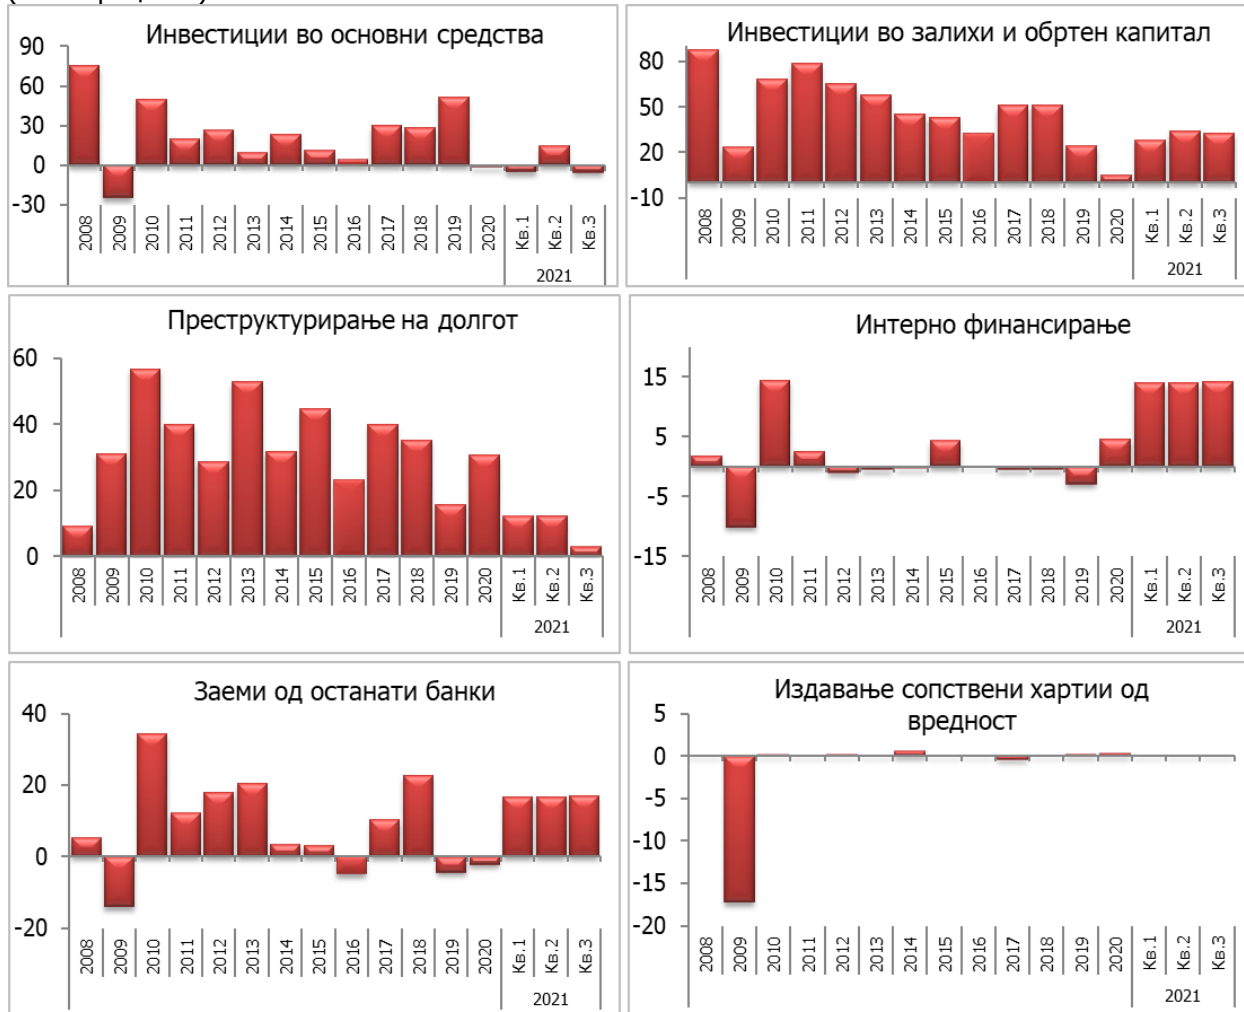 Инвестиции во основни средства
90
60
30
0
-30
2008 2009 2010 2011 2012 2013 2014 2015 2016 2017 2018 2019 2020 Кв.1 Кв.2 Кв.3
2021
Инвестиции во залихи и обртен капитал
80
50
20
-10
2008 2009 2010 2011 2012 2013 2014 2015 2016 2017 2018 2019 2020 Кв.1 Кв.2 Кв.3
2021
Преструктурирање на долгот
60
40
20
0
2008 2009 2010 2011 2012 2013 2014 2015 2016 2017 2018 2019 2020 Кв.1 Кв.2 Кв.3
2021
Интерно финансирање
15
5
-5
-15
2008 2009 2010 2011 2012 2013 2014 2015 2016 2017 2018 2019 2020 Кв.1 Кв.2 Кв.3
2021
Заеми од останати банки
40
20
0
-20
2008 2009 2010 2011 2012 2013 2014 2015 2016 2017 2018 2019 2020 Кв.1 Кв.2 Кв.3
2021
Издавање сопствени хартии од
вредност
5
0
-5
-10
-15
-20
2008 2009 2010 2011 2012 2013 2014 2015 2016 2017 2018 2019 2020 Кв.1 Кв.2 Кв.3
2021